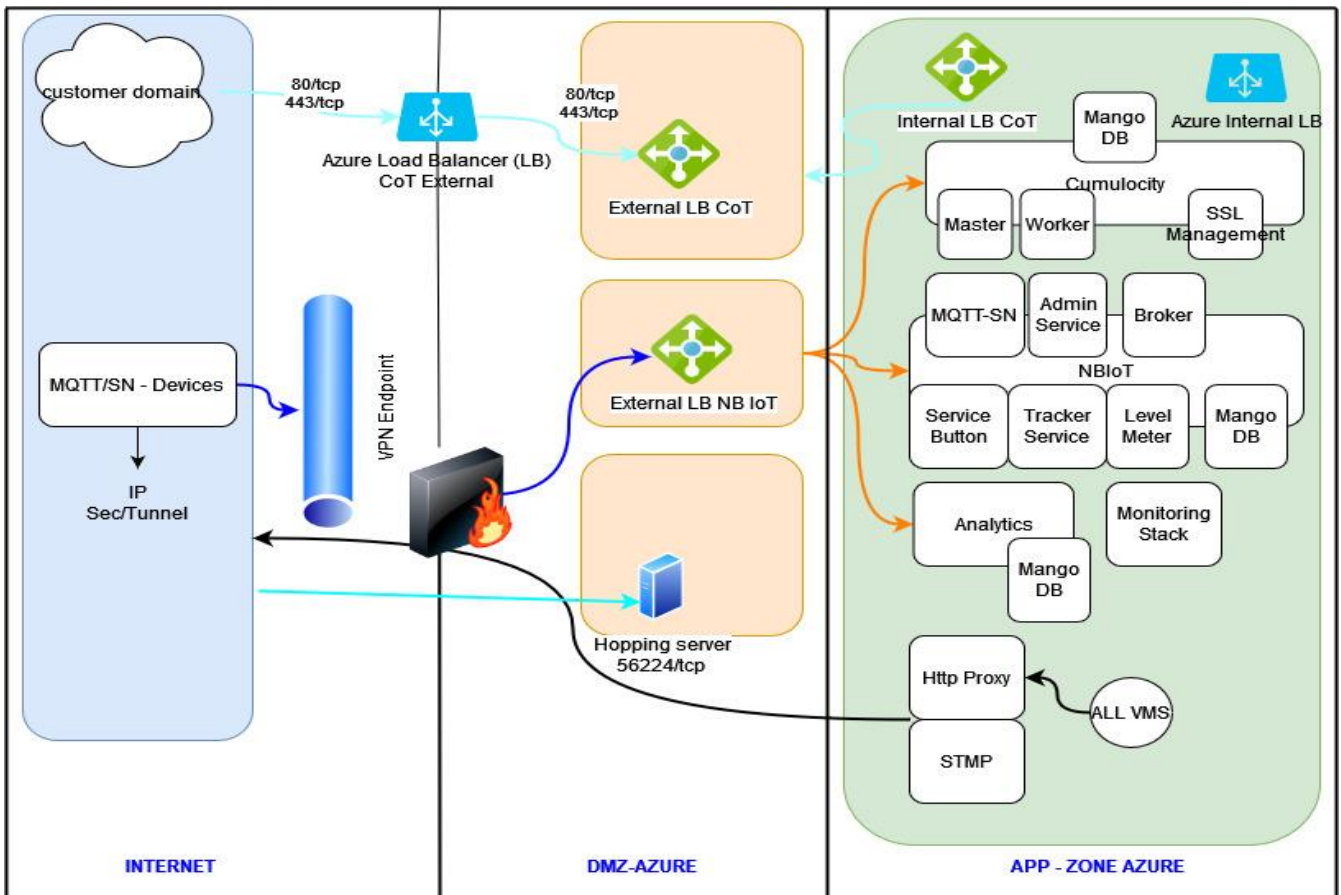 customer domain
80/tcp
443/tcp
Azure Load Balancer (LB)
CoT External
80/tcp
443/tcp
External LB CoT
Internal LB CoT
Azure Internal LB
Mango
DB
Cumulocity
Master
Worker
SSL
Management
MQTT/SN - Devices
IP
Sec/Tunnel
VPN Endpoint
External LB NB IoT
MQTT-SN
Admin
Service
Broker
NBIoT
Service
Button
Tracker
Service
Level
Meter
Mango
DB
Analytics
Mango
DB
Monitoring
Stack
Hopping server
56224/tcp
Http Proxy
ALL VMS
STMP
INTERNET
DMZ-AZURE
APP - ZONE AZURE